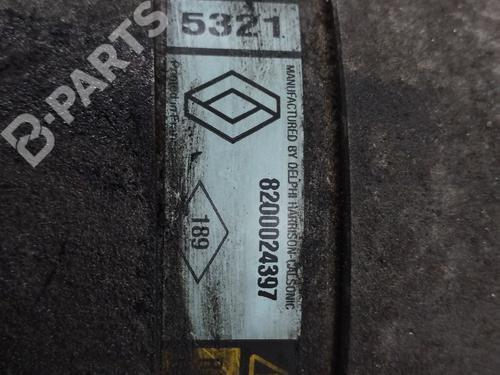 5321
MANUFACTURED BY DELPHI HARRISON-CALSONIC
8200024397
189
B-PARTS